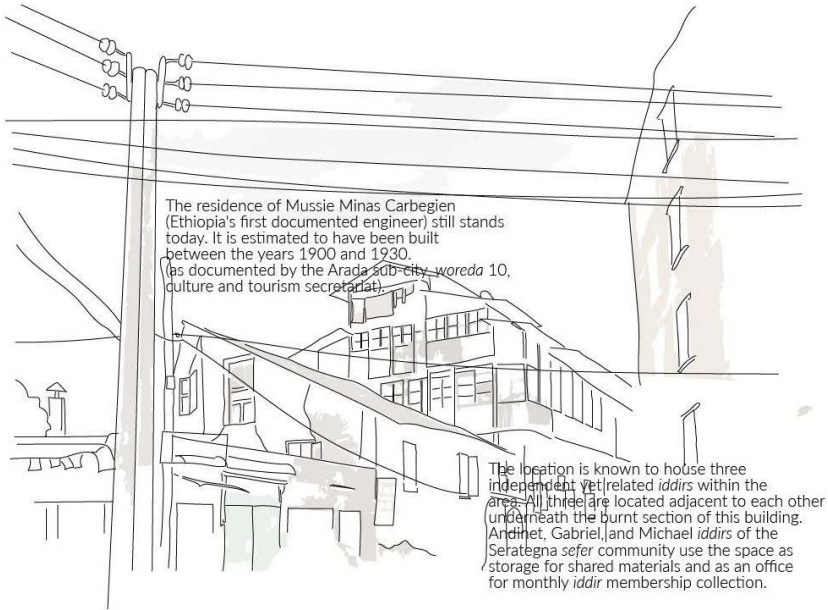 The residence of Mussie Minas Carbegien
(Ethiopia's first documented engineer) still stands
today. It is estimated to have been built
between the years 1900 and 1930.
(as documented by the Arada sub-city, woreda 10,
culture and tourism secretariat).
The location is known to house three
independent yet related iddirs within the
area. All three are located adjacent to each other
underneath the burnt section of this building.
Andinet, Gabriel, and Michael iddirs of the
Serategna sefer community use the space as
storage for shared materials and as an office
for monthly iddir membership collection.